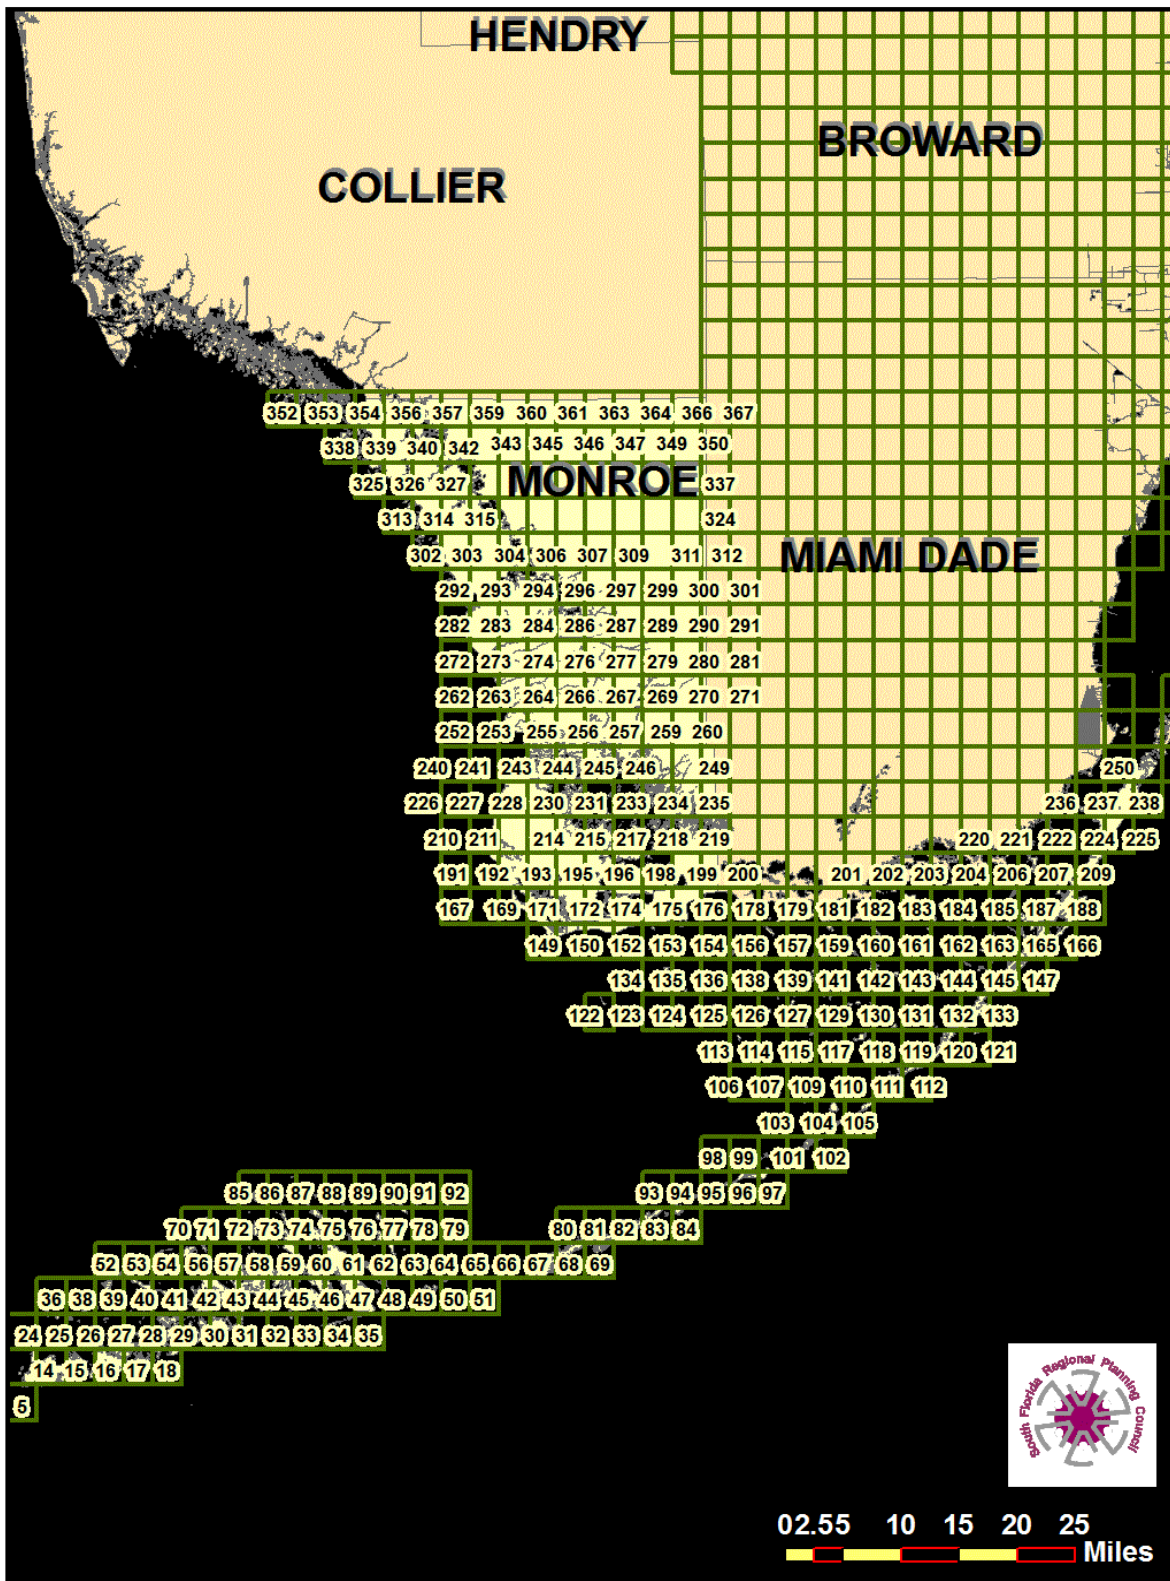 HENDRY
BROWARD
COLLIER
352 353 354 356 357 359 360 361 363 364 366 367
338 339 340 342 343 345 346 347 349 350
325 326 327 MONROE 337
313 314 315 324
302 303 304 306 307 309 311 312 MIAMI DADE
292 293 294 296 297 299 300 301
282 283 284 286 287 289 290 291
272 273 274 276 277 279 280 281
262 263 264 266 267 269 270 271
252 253 255 256 257 259 260
240 241 243 244 245 246 249 250
226 227 228 230 231 233 234 235 236 237 238
210 211 214 215 217 218 219 220 221 222 224 225
191 192 193 195 196 198 199 200 201 202 203 204 206 207 209
167 169 171 172 174 175 176 178 179 181 182 183 184 185 187 188
149 150 152 153 154 156 157 159 160 161 162 163 165 166
134 135 136 138 139 141 142 143 144 145 147
122 123 124 125 126 127 129 130 131 132 133
113 114 115 117 118 119 120 121
106 107 109 110 111 112
103 104 105
98 99 101 102
85 86 87 88 89 90 91 92 93 94 95 96 97
70 71 72 73 74 75 76 77 78 79 80 81 82 83 84
52 53 54 56 57 58 59 60 61 62 63 64 65 66 67 68 69
36 38 39 40 41 42 43 44 45 46 47 48 49 50 51
24 25 26 27 28 29 30 31 32 33 34 35
14 15 16 17 18
5
South Florida Regional Planning Council
02.55 10 15 20 25
Miles